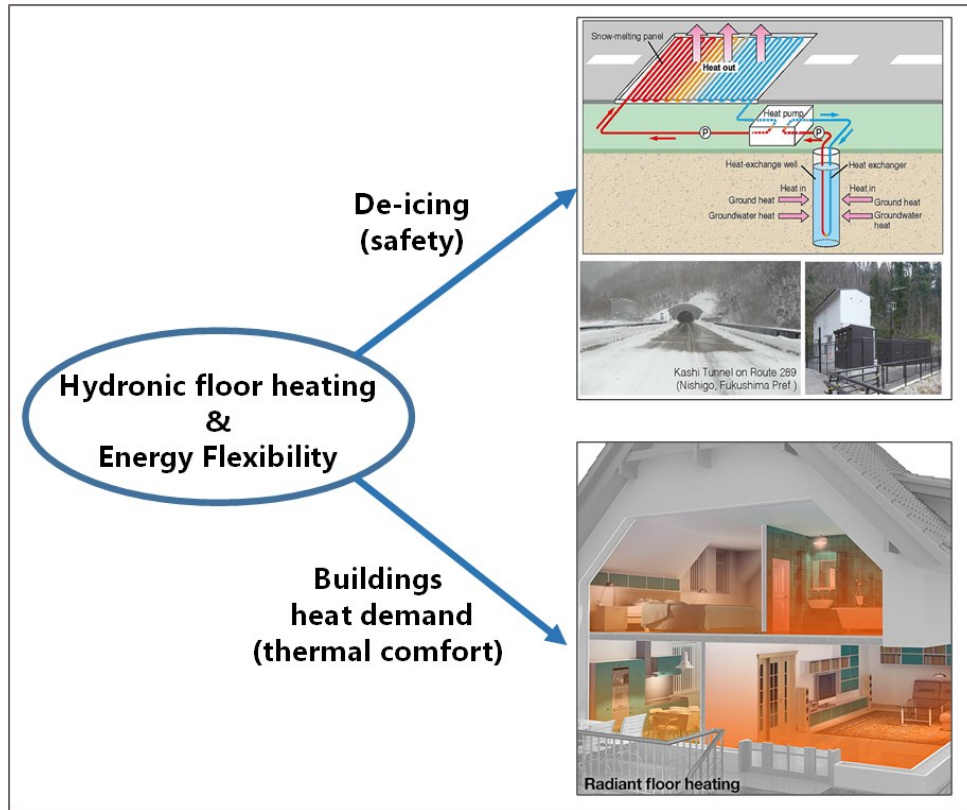 De-icing
(safety)
Hydronic floor heating
&
Energy Flexibility
Buildings
heat demand
(thermal comfort)
Snow-melting panel
Heat out
Heat pump
P
P
Heat-exchange well
Heat exchanger
Heat in
Heat in
Ground heat
Ground heat
Groundwater heat
Groundwater
heat
Kashi Tunnel on Route 289
(Nishigo, Fukushima Pref.)
Radiant floor heating